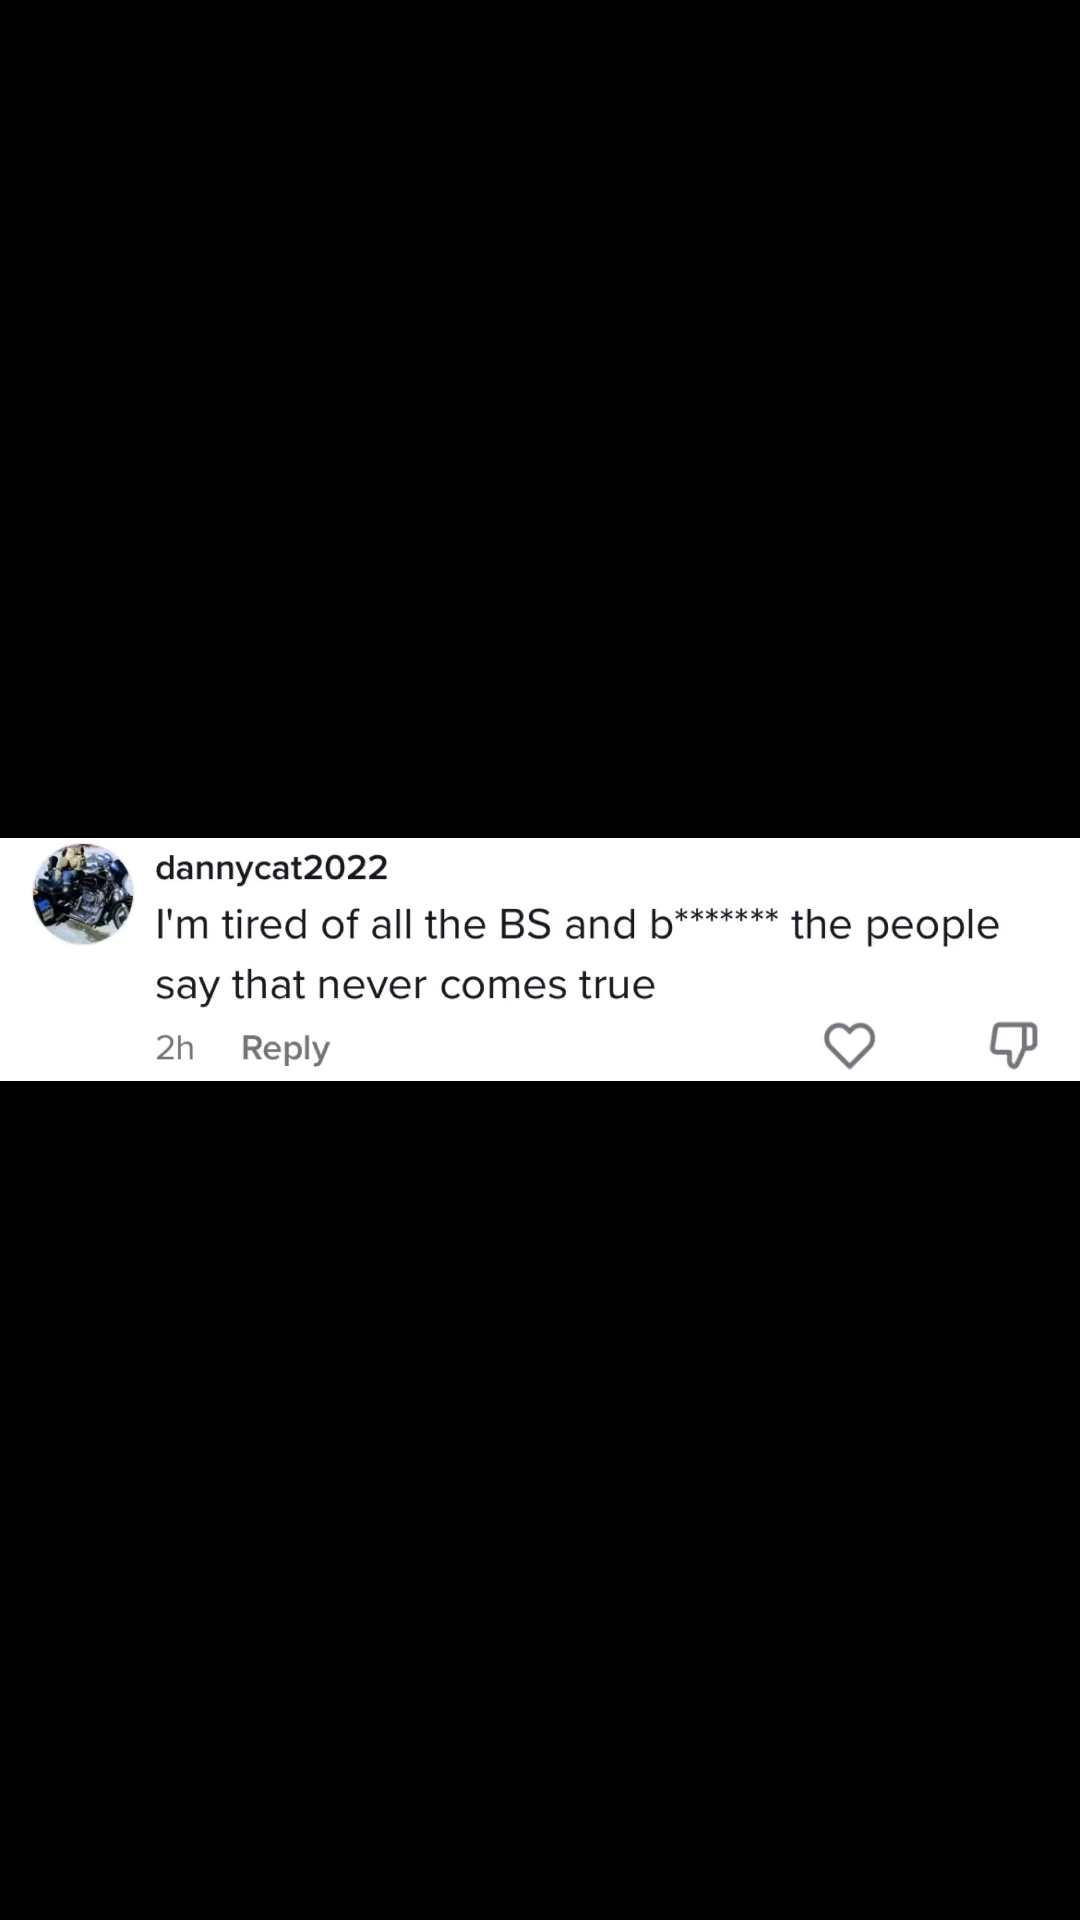 dannycat2022
I'm tired of all the BS and b******* the people
say that never comes true
2h Reply